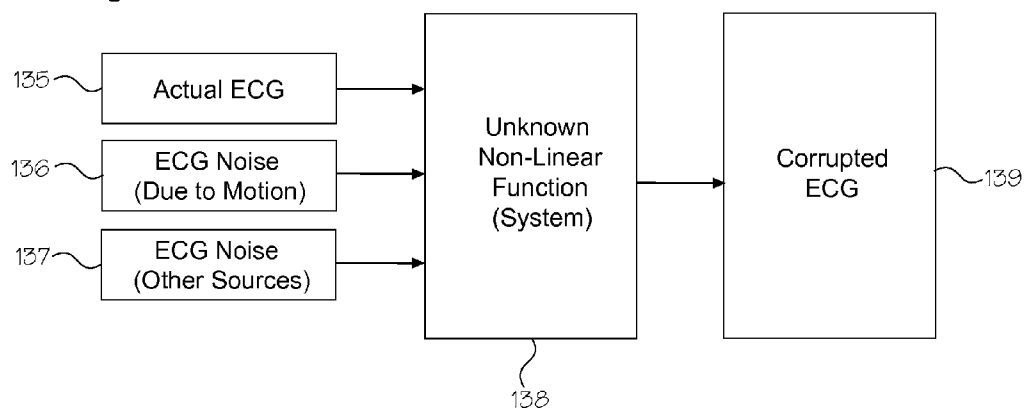 135
Actual ECG
136
ECG Noise
(Due to Motion)
137
ECG Noise
(Other Sources)
Unknown
Non-Linear
Function
(System)
138
Corrupted
ECG
139